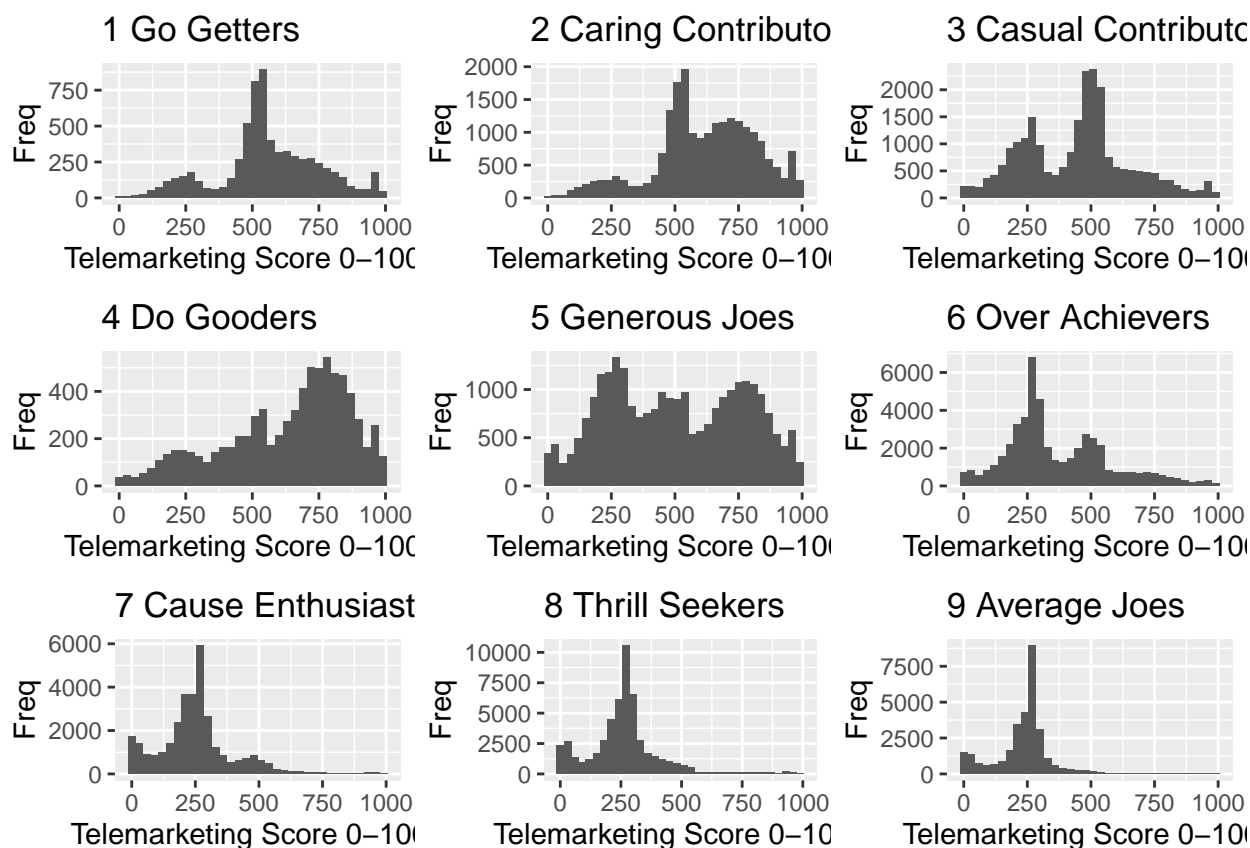 1 Go Getters
2 Caring Contributo
3 Casual Contributo
Freq
750
500
250
0
0 250 500 750 1000
Telemarketing Score 0–100
Freq
2000
1500
1000
500
0
0 250 500 750 1000
Telemarketing Score 0–100
Freq
2000
1500
1000
500
0
0 250 500 750 1000
Telemarketing Score 0–100
4 Do Gooders
5 Generous Joes
6 Over Achievers
Freq
400
200
0
0 250 500 750 1000
Telemarketing Score 0–100
Freq
1000
500
0
0 250 500 750 1000
Telemarketing Score 0–100
Freq
6000
4000
2000
0
0 250 500 750 1000
Telemarketing Score 0–100
7 Cause Enthusiast
8 Thrill Seekers
9 Average Joes
Freq
6000
4000
2000
0
0 250 500 750 1000
Telemarketing Score 0–100
Freq
10000
7500
5000
2500
0
0 250 500 750 1000
Telemarketing Score 0–10
Freq
7500
5000
2500
0
0 250 500 750 1000
Telemarketing Score 0–100